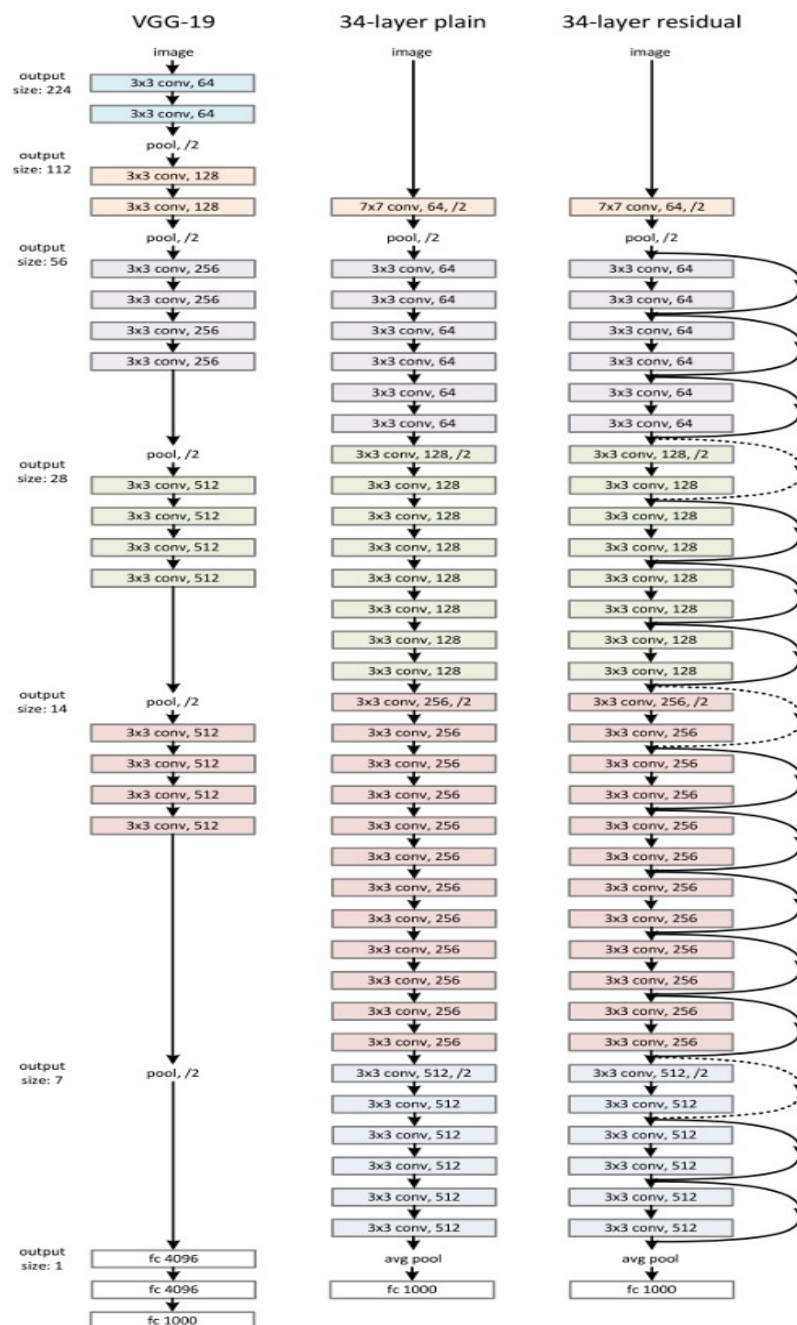 VGG-19
34-layer plain
34-layer residual
output
size: 224
output
size: 112
output
size: 56
output
size: 28
output
size: 14
output
size: 7
output
size: 1
image
3x3 conv, 64
3x3 conv, 64
pool, /2
3x3 conv, 128
3x3 conv, 128
pool, /2
3x3 conv, 256
3x3 conv, 256
3x3 conv, 256
3x3 conv, 256
pool, /2
3x3 conv, 512
3x3 conv, 512
3x3 conv, 512
3x3 conv, 512
pool, /2
3x3 conv, 512
3x3 conv, 512
3x3 conv, 512
3x3 conv, 512
pool, /2
fc 4096
fc 4096
fc 1000
image
7x7 conv, 64, /2
pool, /2
3x3 conv, 64
3x3 conv, 64
3x3 conv, 64
3x3 conv, 64
3x3 conv, 64
3x3 conv, 64
3x3 conv, 128, /2
3x3 conv, 128
3x3 conv, 128
3x3 conv, 128
3x3 conv, 128
3x3 conv, 128
3x3 conv, 128
3x3 conv, 128
3x3 conv, 256, /2
3x3 conv, 256
3x3 conv, 256
3x3 conv, 256
3x3 conv, 256
3x3 conv, 256
3x3 conv, 256
3x3 conv, 256
3x3 conv, 256
3x3 conv, 256
3x3 conv, 256
3x3 conv, 256
3x3 conv, 512, /2
3x3 conv, 512
3x3 conv, 512
3x3 conv, 512
3x3 conv, 512
3x3 conv, 512
avg pool
fc 1000
image
7x7 conv, 64, /2
pool, /2
3x3 conv, 64
3x3 conv, 64
3x3 conv, 64
3x3 conv, 64
3x3 conv, 64
3x3 conv, 64
3x3 conv, 128, /2
3x3 conv, 128
3x3 conv, 128
3x3 conv, 128
3x3 conv, 128
3x3 conv, 128
3x3 conv, 128
3x3 conv, 128
3x3 conv, 256, /2
3x3 conv, 256
3x3 conv, 256
3x3 conv, 256
3x3 conv, 256
3x3 conv, 256
3x3 conv, 256
3x3 conv, 256
3x3 conv, 256
3x3 conv, 256
3x3 conv, 256
3x3 conv, 256
3x3 conv, 512, /2
3x3 conv, 512
3x3 conv, 512
3x3 conv, 512
3x3 conv, 512
3x3 conv, 512
avg pool
fc 1000